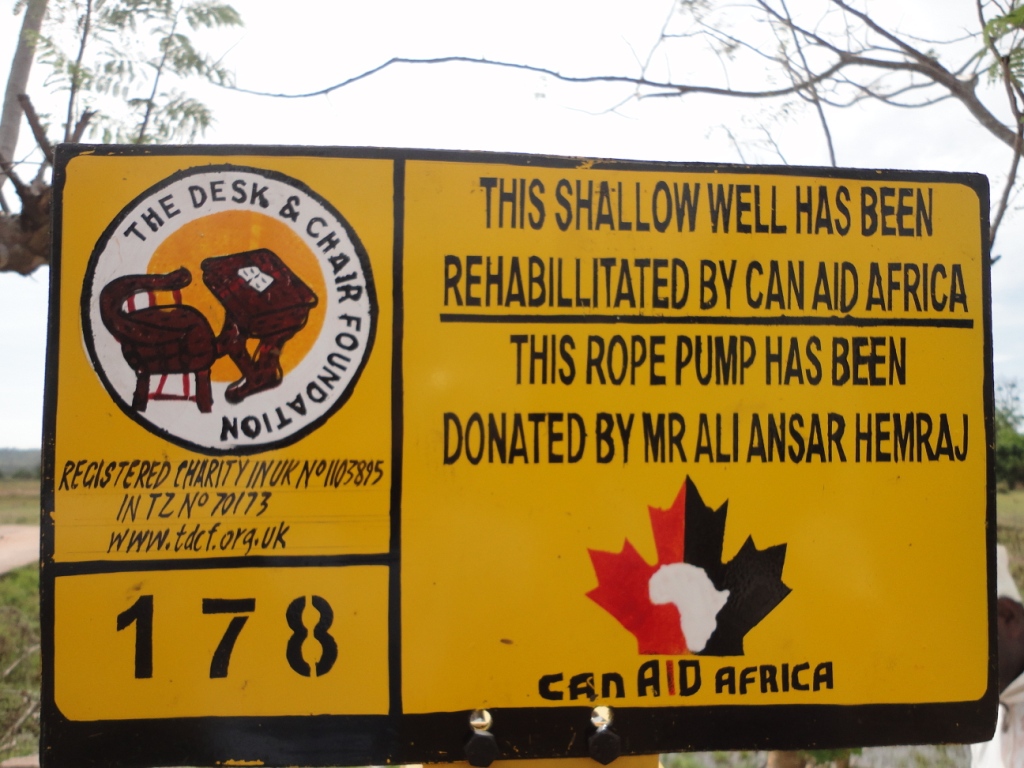 THE DESK & CHAIR FOUNDATION
REGISTERED CHARITY IN UK Nº 1103895
IN TZ Nº 70173
www.tdcf.org.uk
178
THIS SHALLOW WELL HAS BEEN
REHABILLITATED BY CAN AID AFRICA
THIS ROPE PUMP HAS BEEN
DONATED BY MR ALI ANSAR HEMRAJ
CAN AID AFRICA